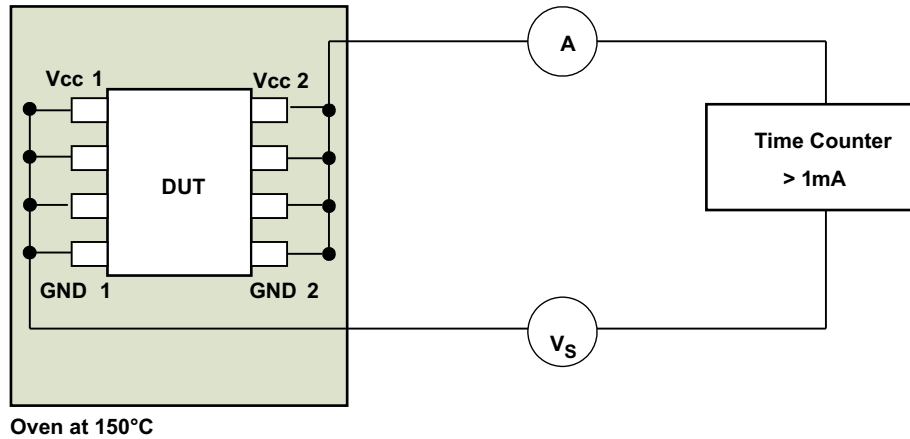 Vcc 1
Vcc 2
DUT
GND 1
GND 2
Oven at 150°C
A
Time Counter
> 1mA
VS